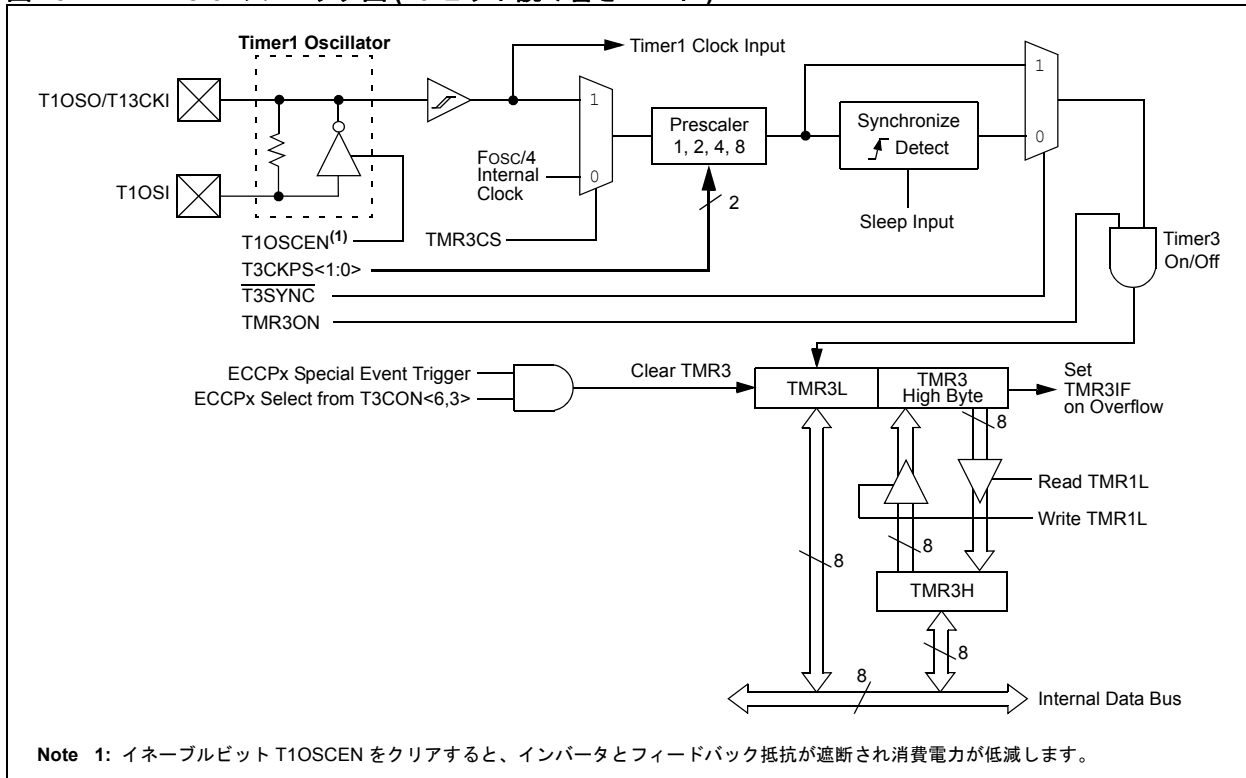 Timer1 Oscillator
Timer1 Clock Input
T1OSO/T13CKI
T1OSI
1
0
FOSC/4
Internal
Clock
Prescaler
1, 2, 4, 8
2
Synchronize
Detect
Sleep Input
1
0
T1OSCEN(1)
TMR3CS
T3CKPS<1:0>
T3SYNC
TMR3ON
Timer3
On/Off
ECCPx Special Event Trigger
ECCPx Select from T3CON<6,3>
Clear TMR3
TMR3L
TMR3
High Byte
Set
TMR3IF
on Overflow
8
Read TMR1L
Write TMR1L
8
8
TMR3H
8
8
Internal Data Bus
Note 1: イネーブルビット T1OSCEN をクリアすると、インバータとフィードバック抵抗が遮断され消費電力が低減します。